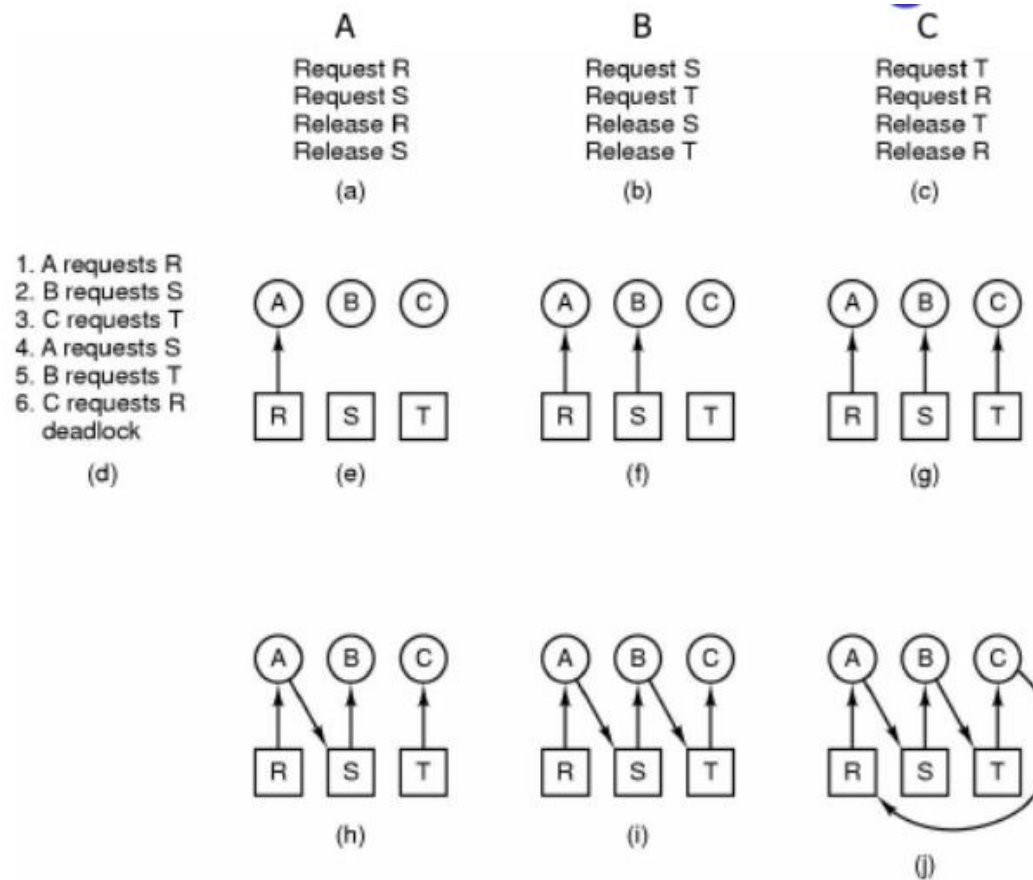 A B C
Request R
Request S
Release R
Release S
(a)
Request S
Request T
Release S
Release T
(b)
Request T
Request R
Release T
Release R
(c)
1. A requests R
2. B requests S
3. C requests T
4. A requests S
5. B requests T
6. C requests R
deadlock
(d)
A B C
R S T
(e)
A B C
R S T
(f)
A B C
R S T
(g)
A B C
R S T
(h)
A B C
R S T
(i)
A B C
R S T
(j)